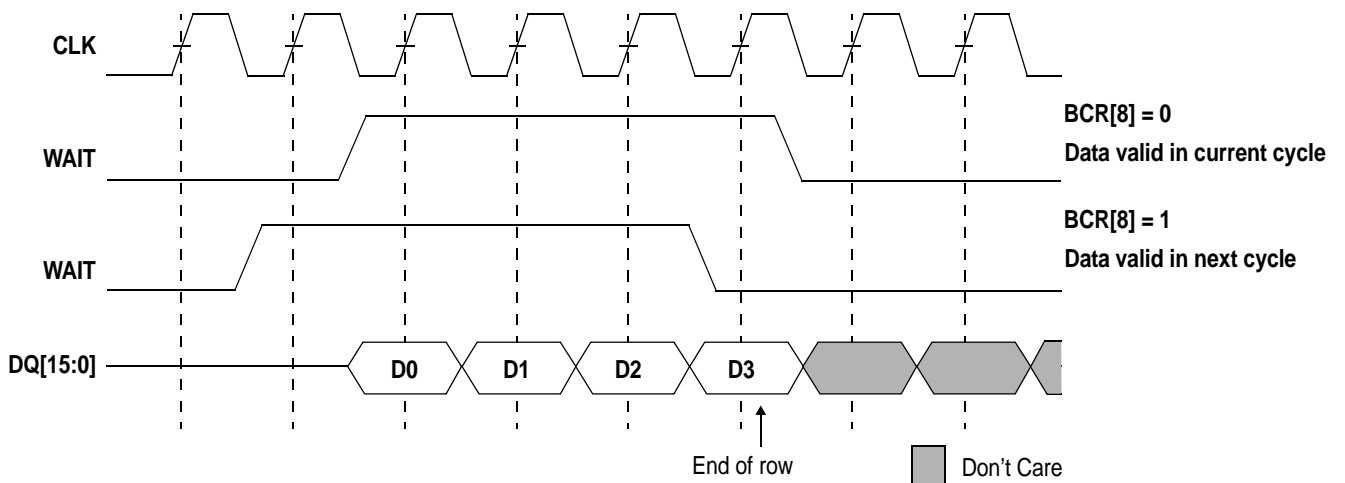 CLK
BCR[8] = 0
WAIT
Data valid in current cycle
BCR[8] = 1
WAIT
Data valid in next cycle
DQ[15:0]
D0
D1
D2
D3
End of row
Don't Care